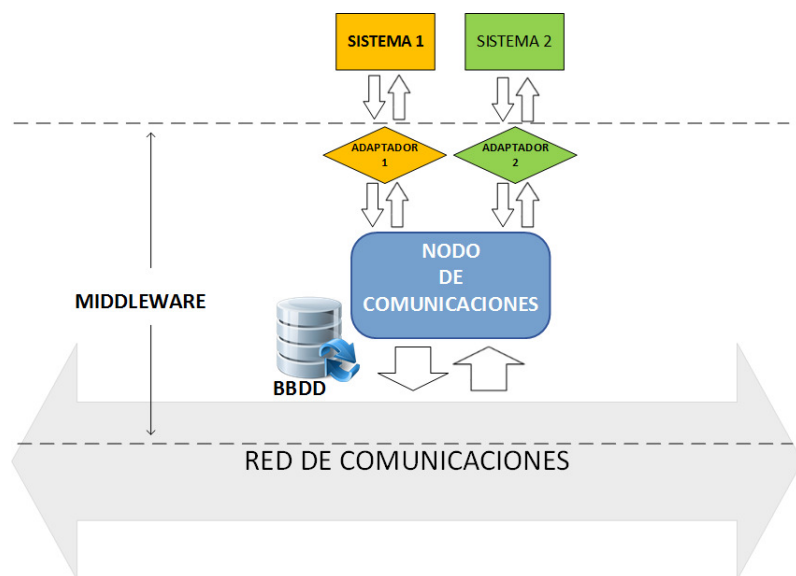 SISTEMA 1
SISTEMA 2
ADAPTADOR
1
ADAPTADOR
2
NODO
DE
COMUNICACIONES
MIDDLEWARE
BBDD
RED DE COMUNICACIONES